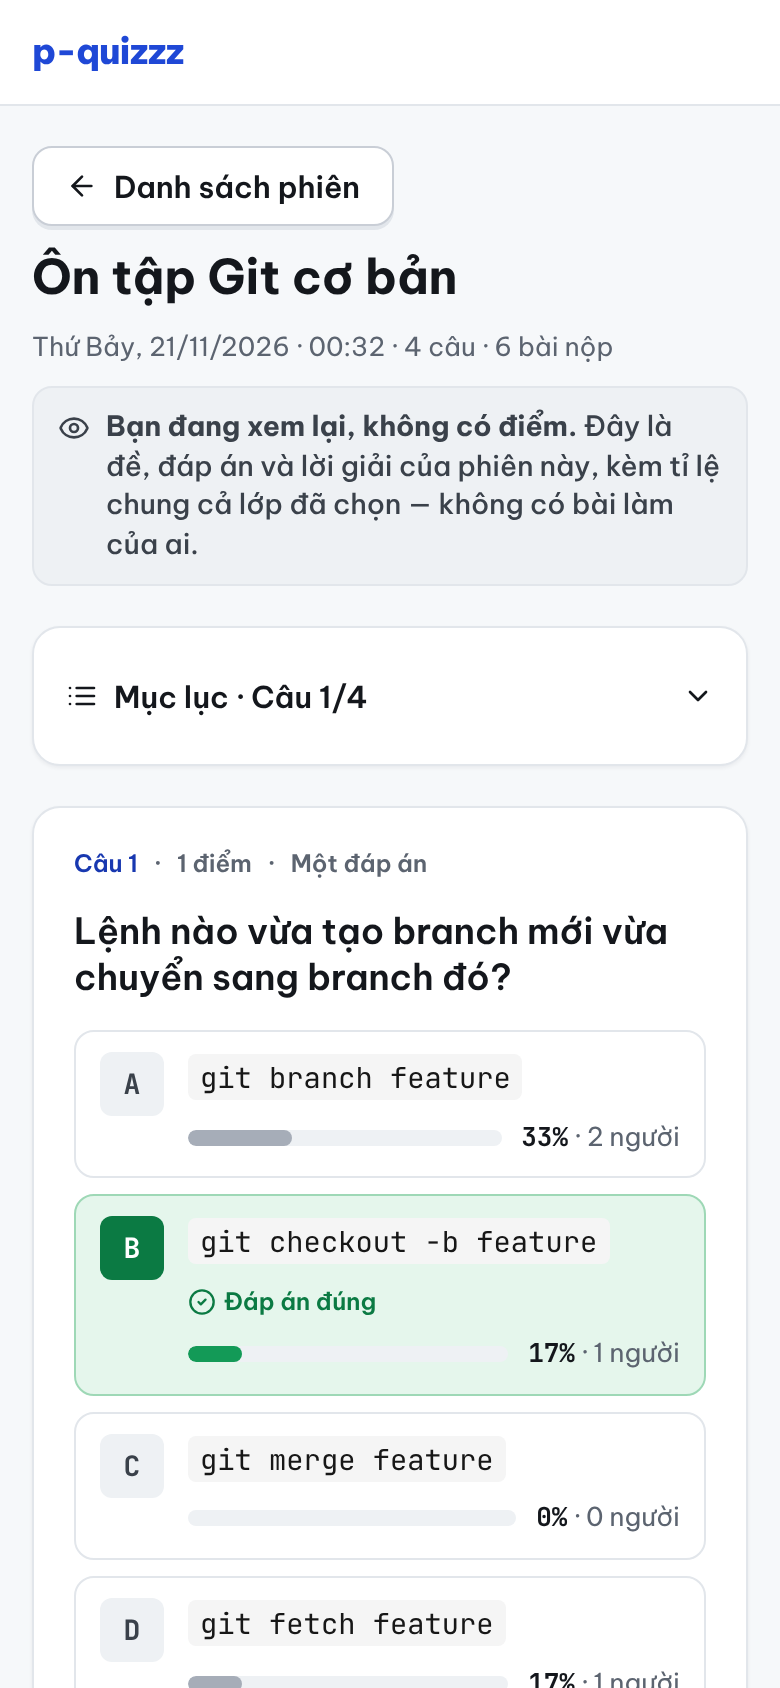 p-quizzz
Danh sách phiên
Ôn tập Git cơ bản
Thứ Bảy, 21/11/2026 · 00:32 · 4 câu · 6 bài nộp
Bạn đang xem lại, không có điểm. Đây là
đề, đáp án và lời giải của phiên này, kèm tỉ lệ
chung cả lớp đã chọn — không có bài làm
của ai.
Mục lục · Câu 1/4
Câu 1 · 1 điểm · Một đáp án
Lệnh nào vừa tạo branch mới vừa
chuyển sang branch đó?
A git branch feature
33% · 2 người
B git checkout -b feature
Đáp án đúng
17% · 1 người
C git merge feature
0% · 0 người
D git fetch feature
17% · 1 người